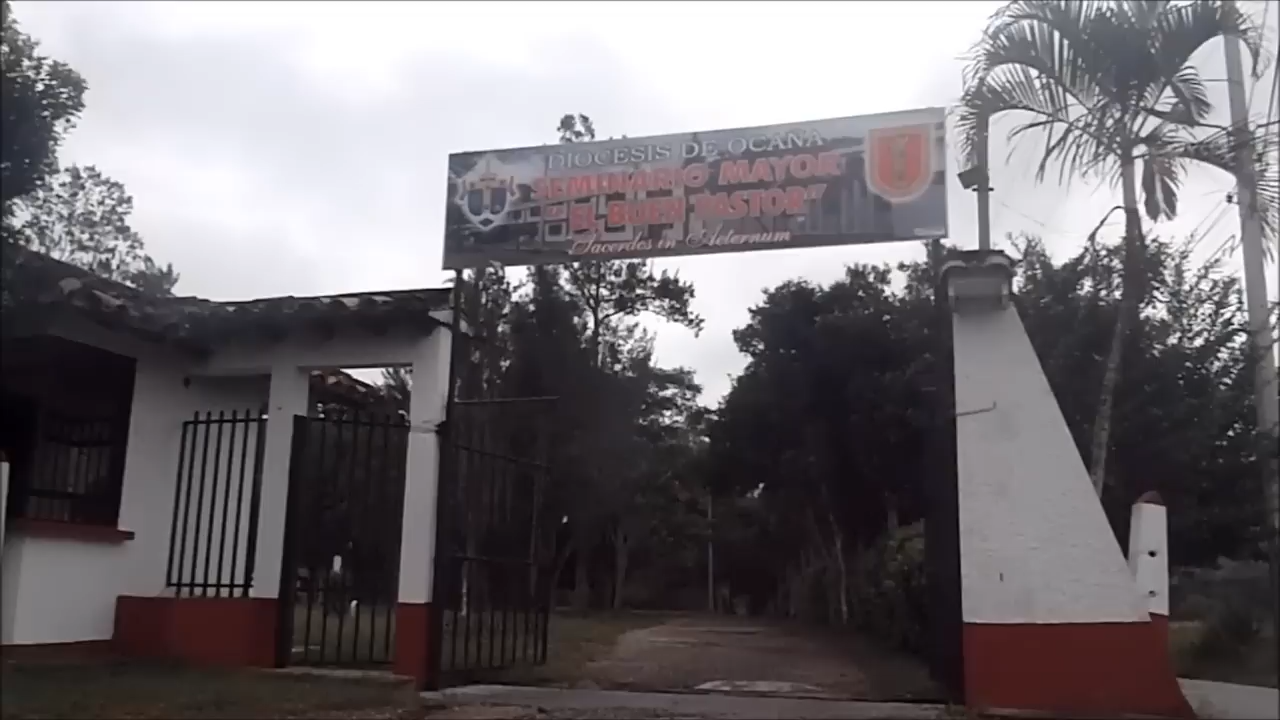 DIOCESIS DE OCAÑA
SEMINARIO MAYOR
"EL BUEN PASTOR"
Sacerdos in Aeternum